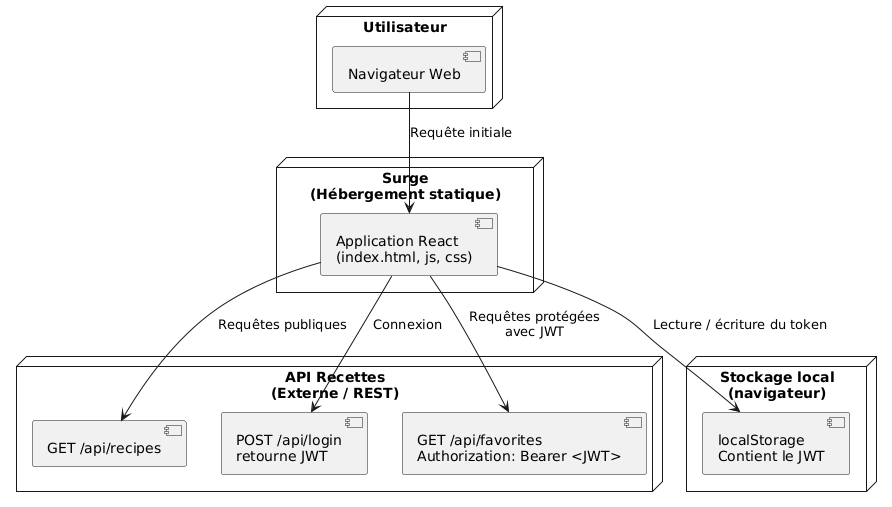 Utilisateur
Navigateur Web
Requête initiale
Surge
(Hébergement statique)
Application React
(index.html, js, css)
Requêtes publiques
Connexion
Requêtes protégées
avec JWT
Lecture / écriture du token
API Recettes
(Externe / REST)
GET /api/recipes
POST /api/login
retourne JWT
GET /api/favorites
Authorization: Bearer <JWT>
Stockage local
(navigateur)
localStorage
Contient le JWT